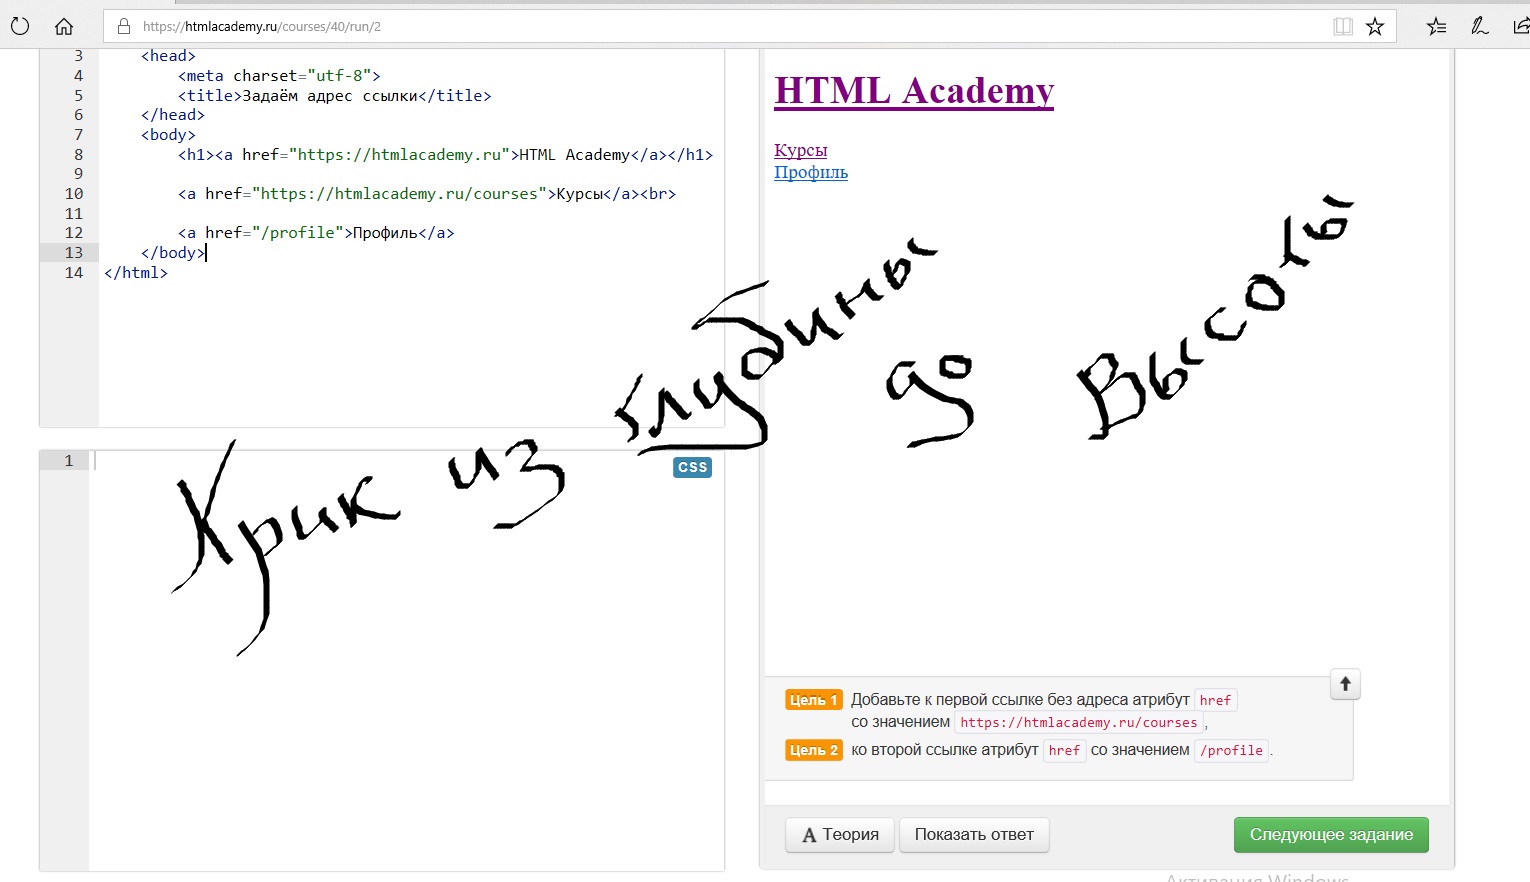 https://htmlacademy.ru/courses/40/run/2
3 <head>
4 <meta charset="utf-8">
5 <title>Задаём адрес ссылки</title>
6 </head>
7 <body>
8 <h1><a href="https://htmlacademy.ru">HTML Academy</a></h1>
9
10 <a href="https://htmlacademy.ru/courses">Курсы</a><br>
11
12 <a href="/profile">Профиль</a>
13 </body>
14 </html>
1
CSS
HTML Academy
Курсы
Профиль
Крик из глубины до Высоты
Цель 1 Добавьте к первой ссылке без адреса атрибут href
со значением https://htmlacademy.ru/courses,
Цель 2 ко второй ссылке атрибут href со значением /profile.
A Теория
Показать ответ
Следующее задание
Активация Windows